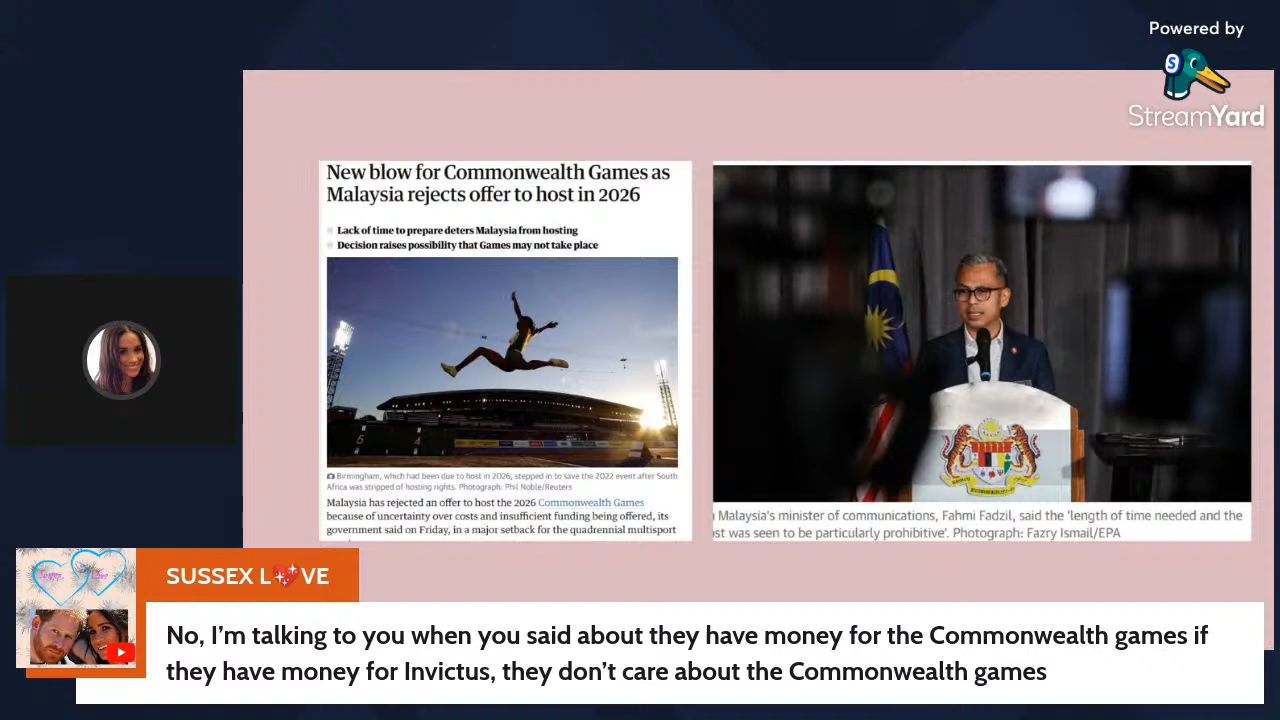 Powered by
S
StreamYard
New blow for Commonwealth Games as
Malaysia rejects offer to host in 2026
Lack of time to prepare deters Malaysia from hosting
Decision raises possibility that Games may not take place
5
4
Birmingham, which had been due to host in 2026, stepped in to save the 2022 event after South
Africa was stripped of hosting rights. Photograph: Phil Noble/Reuters
Malaysia has rejected an offer to host the 2026 Commonwealth Games
because of uncertainty over costs and insufficient funding being offered, its
government said on Friday, in a major setback for the quadrennial multisport
Malaysia's minister of communications, Fahmi Fadzil, said the 'length of time needed and the
st was seen to be particularly prohibitive'. Photograph: Fazry Ismail/EPA
SUSSEX L💖VE
No, I'm talking to you when you said about they have money for the Commonwealth games if
they have money for Invictus, they don't care about the Commonwealth games